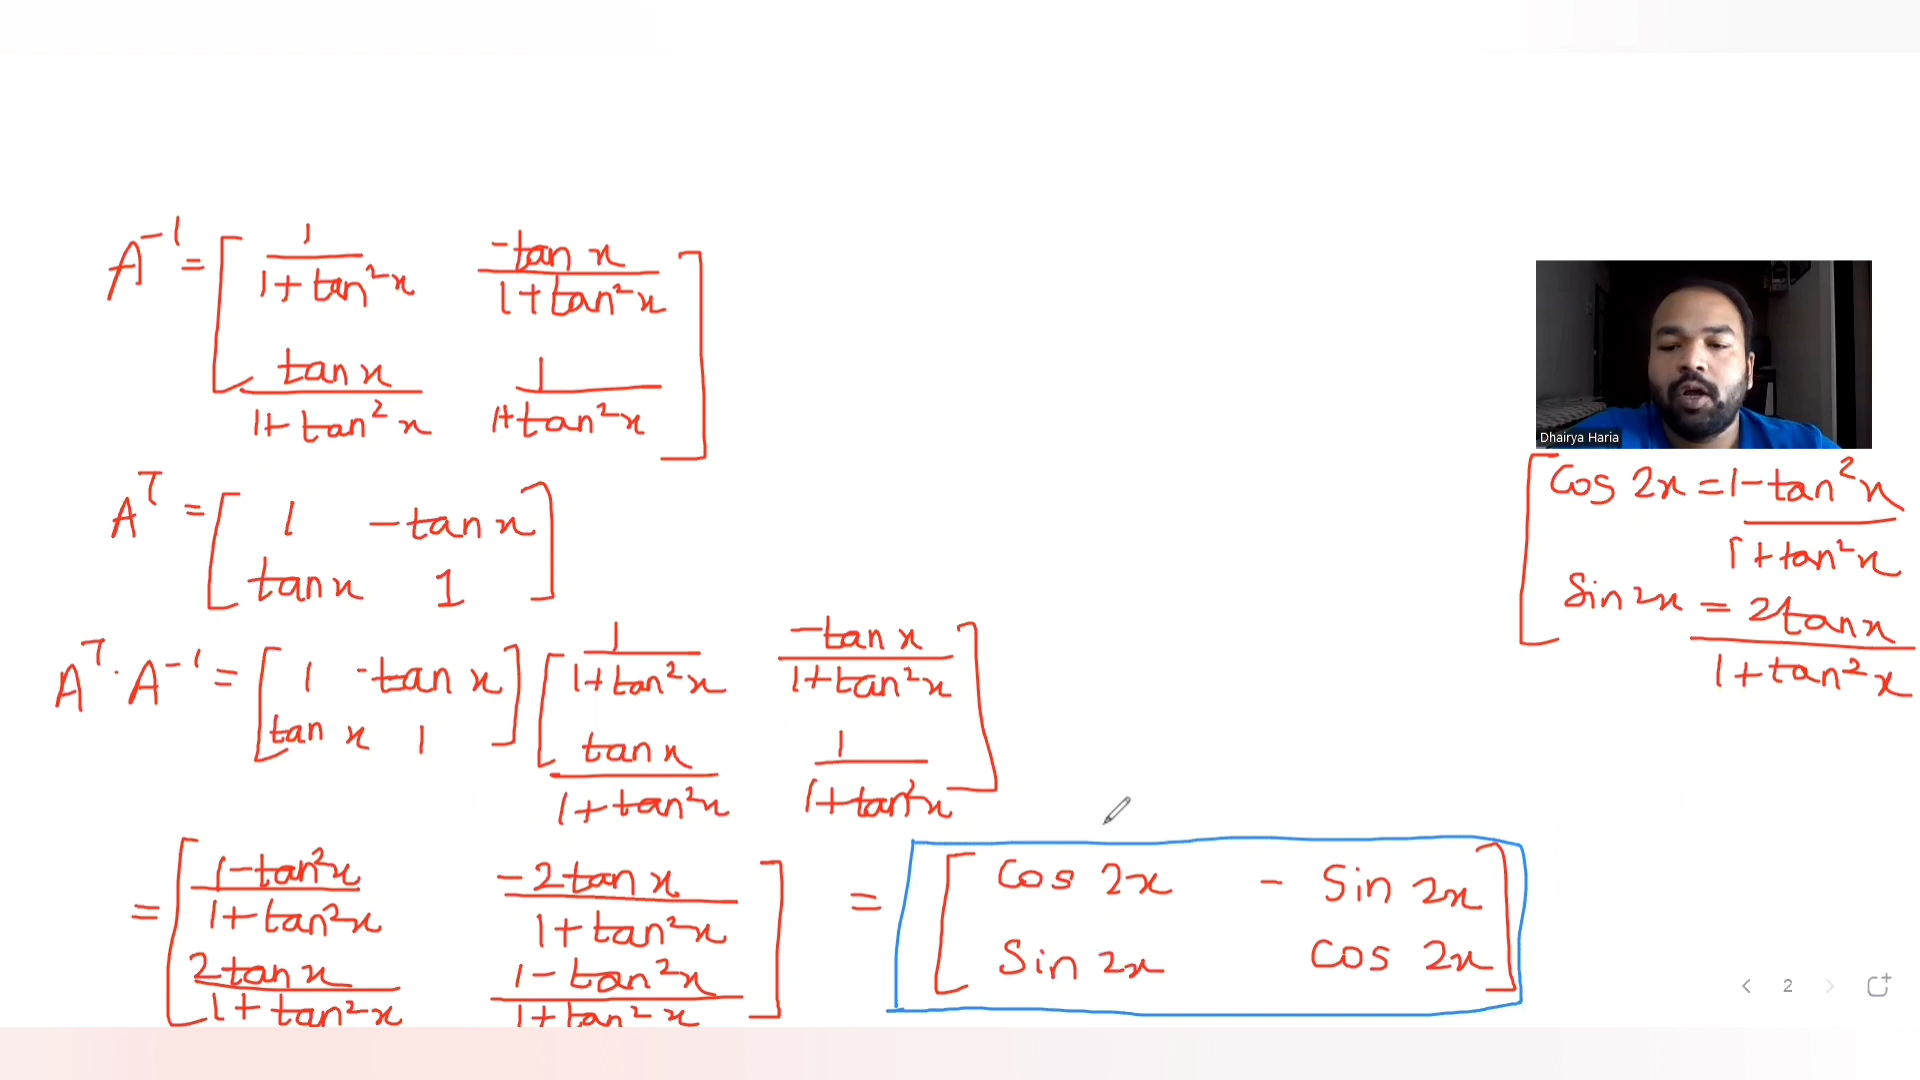 A⁻¹ = [ 1/(1+tan²x)  -tan x/(1+tan²x)
tan x/(1+tan²x)  1/(1+tan²x) ]
Dhairya Haria
[ Cos 2x = 1-tan²x/(1+tan²x)
Sin 2x = 2tan x/(1+tan²x)
Aᵀ = [ 1  -tan x
tan x  1 ]
Aᵀ·A⁻¹ = [ 1  -tan x
tan x  1 ] [ 1/(1+tan²x)  -tan x/(1+tan²x)
tan x/(1+tan²x)  1/(1+tan²x) ]
= [ 1-tan²x/(1+tan²x)  -2tan x/(1+tan²x)
2tan x/(1+tan²x)  1-tan²x/(1+tan²x) ]
= [ Cos 2x  - Sin 2x
Sin 2x  Cos 2x ]
2